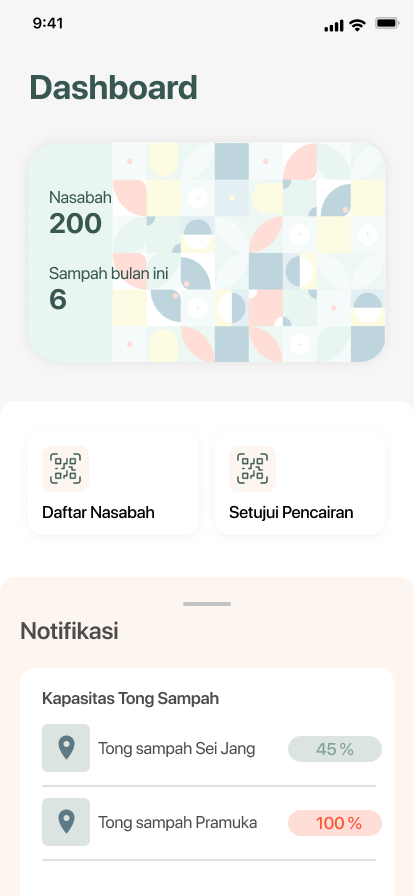 9:41
Dashboard
Nasabah
200
Sampah bulan ini
6
Daftar Nasabah
Setujui Pencairan
Notifikasi
Kapasitas Tong Sampah
Tong sampah Sei Jang
45 %
Tong sampah Pramuka
100 %